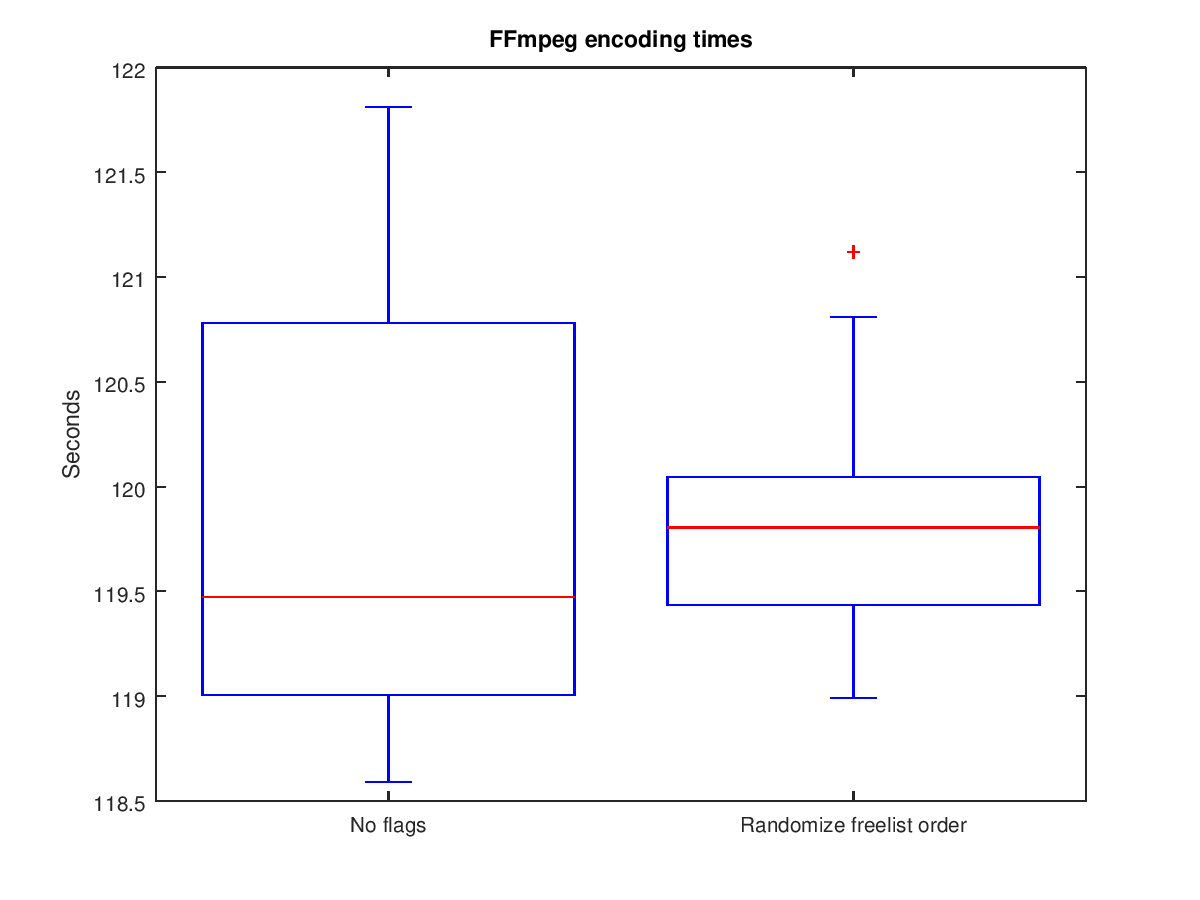 FFmpeg encoding times
122
121.5
121
120.5
120
119.5
119
118.5
Seconds
No flags
Randomize freelist order